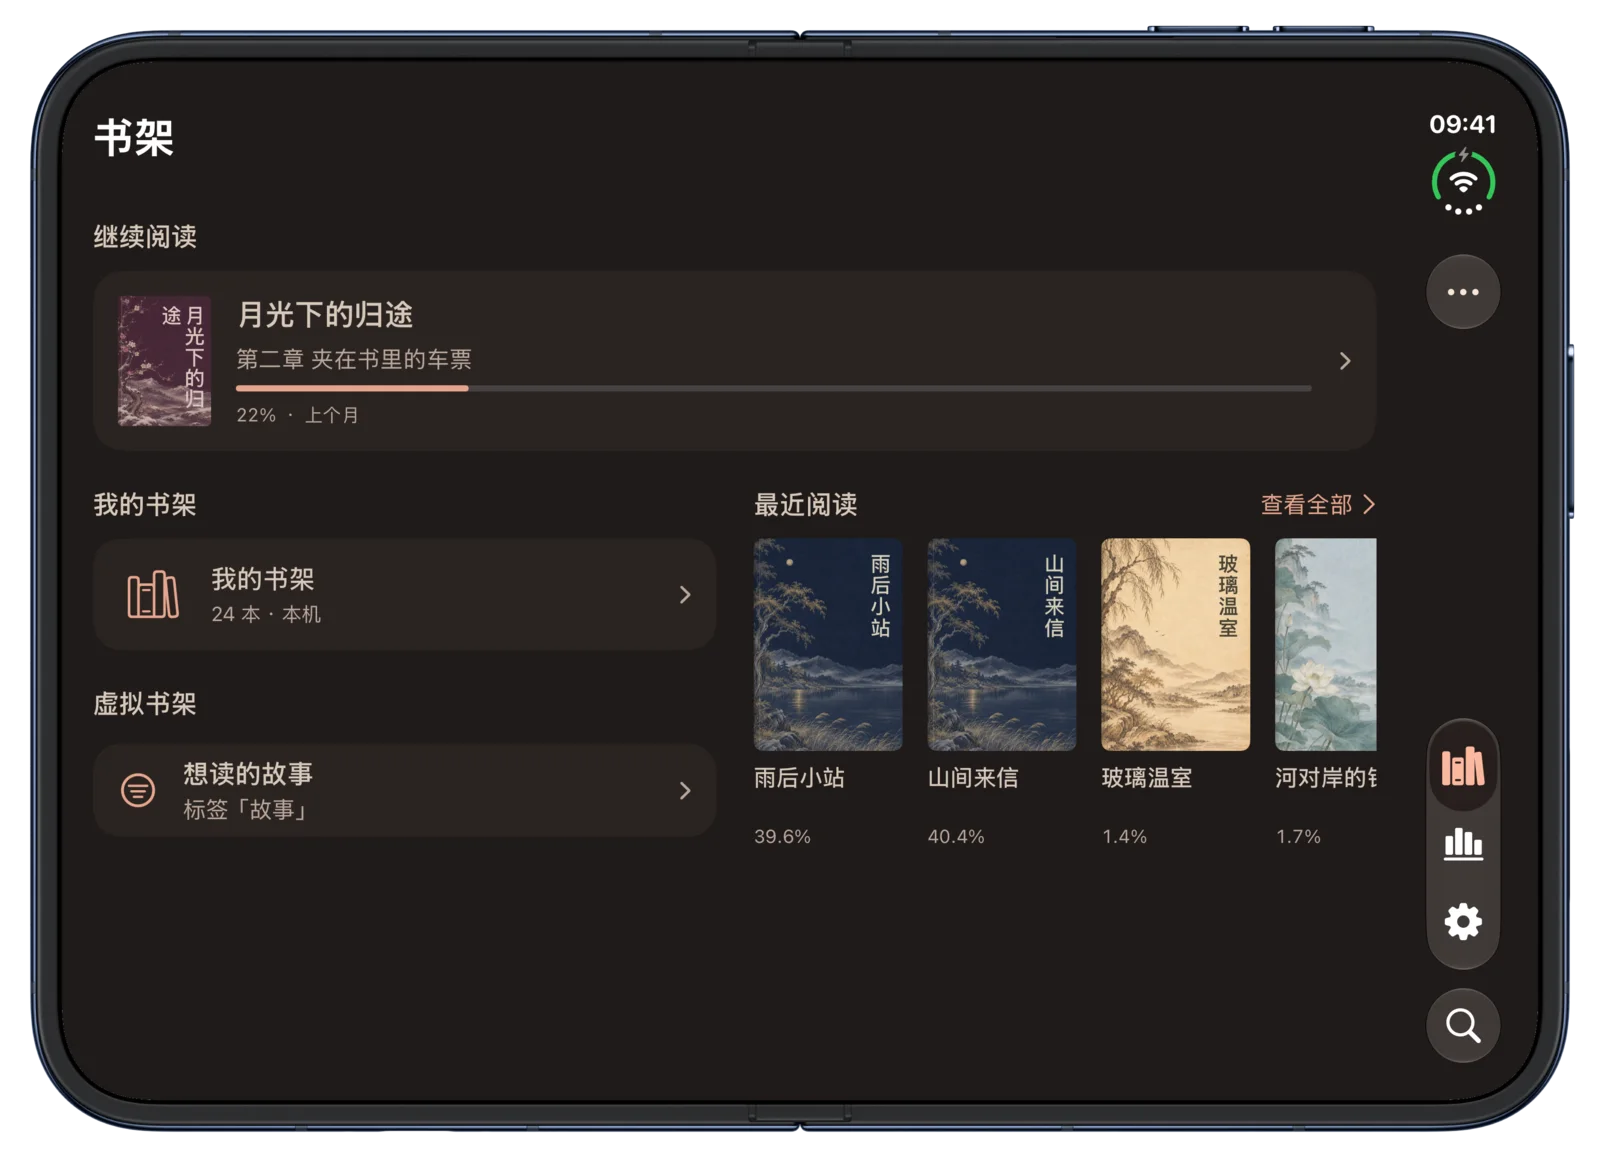 书架
09:41
继续阅读
月光下的归途
月光下的归途
第二章 夹在书里的车票
22% · 上个月
我的书架
我的书架
24 本 · 本机
虚拟书架
想读的故事
标签「故事」
最近阅读
查看全部
雨后小站
山间来信
玻璃温室
雨后小站
山间来信
玻璃温室
河对岸的
39.6%
40.4%
1.4%
1.7%